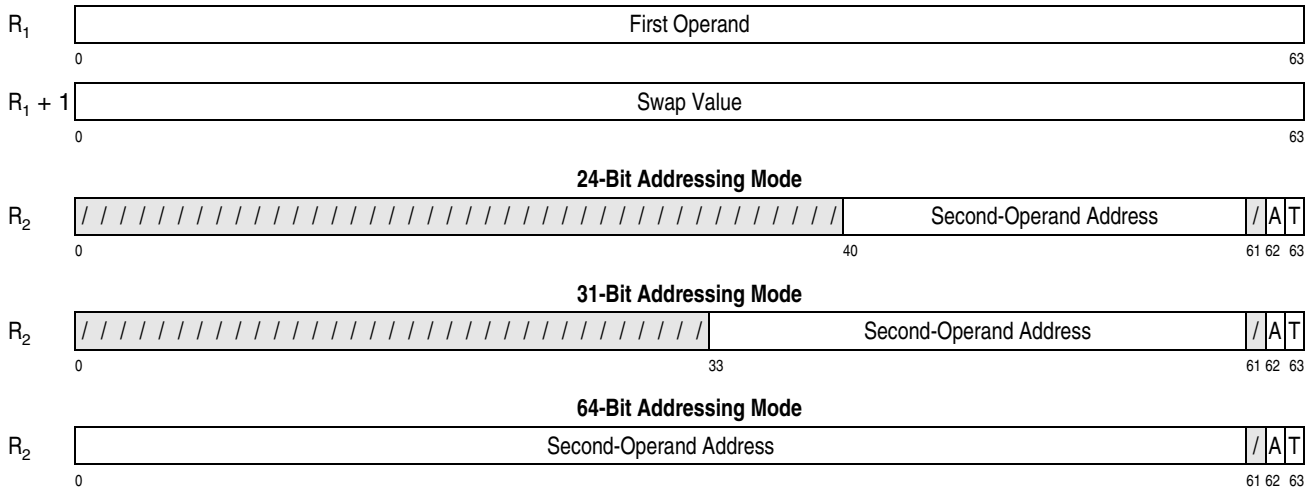 R₁ First Operand
0 63
R₁ + 1 Swap Value
0 63
24-Bit Addressing Mode
R₂ / / / / / / / / / / / / / / / / / / / / / / / / / / / / / / / / / / / / / / / / Second-Operand Address / A T
0 40 61 62 63
31-Bit Addressing Mode
R₂ / / / / / / / / / / / / / / / / / / / / / / / / / / / / / / / / / Second-Operand Address / A T
0 33 61 62 63
64-Bit Addressing Mode
R₂ Second-Operand Address / A T
0 61 62 63